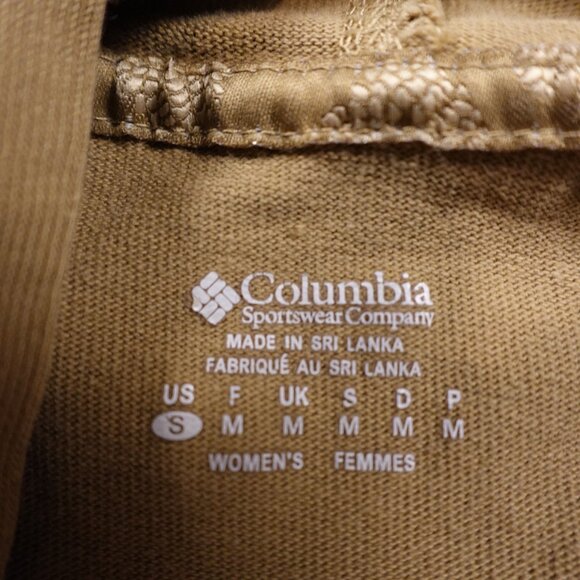 Columbia
Sportswear Company
MADE IN SRI LANKA
FABRIQUÉ AU SRI LANKA
US F UK S D P
S M M M M M
WOMEN'S FEMMES